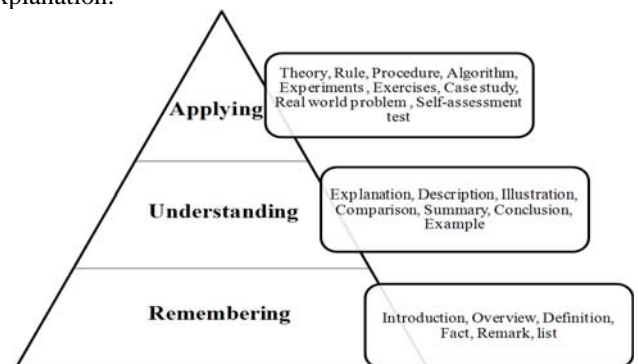 Theory, Rule, Procedure, Algorithm,
Experiments , Exercises, Case study,
Real world problem , Self-assessment
test
Applying
Explanation, Description, Illustration,
Comparison, Summary, Conclusion,
Example
Understanding
Introduction, Overview, Definition,
Fact, Remark, list
Remembering